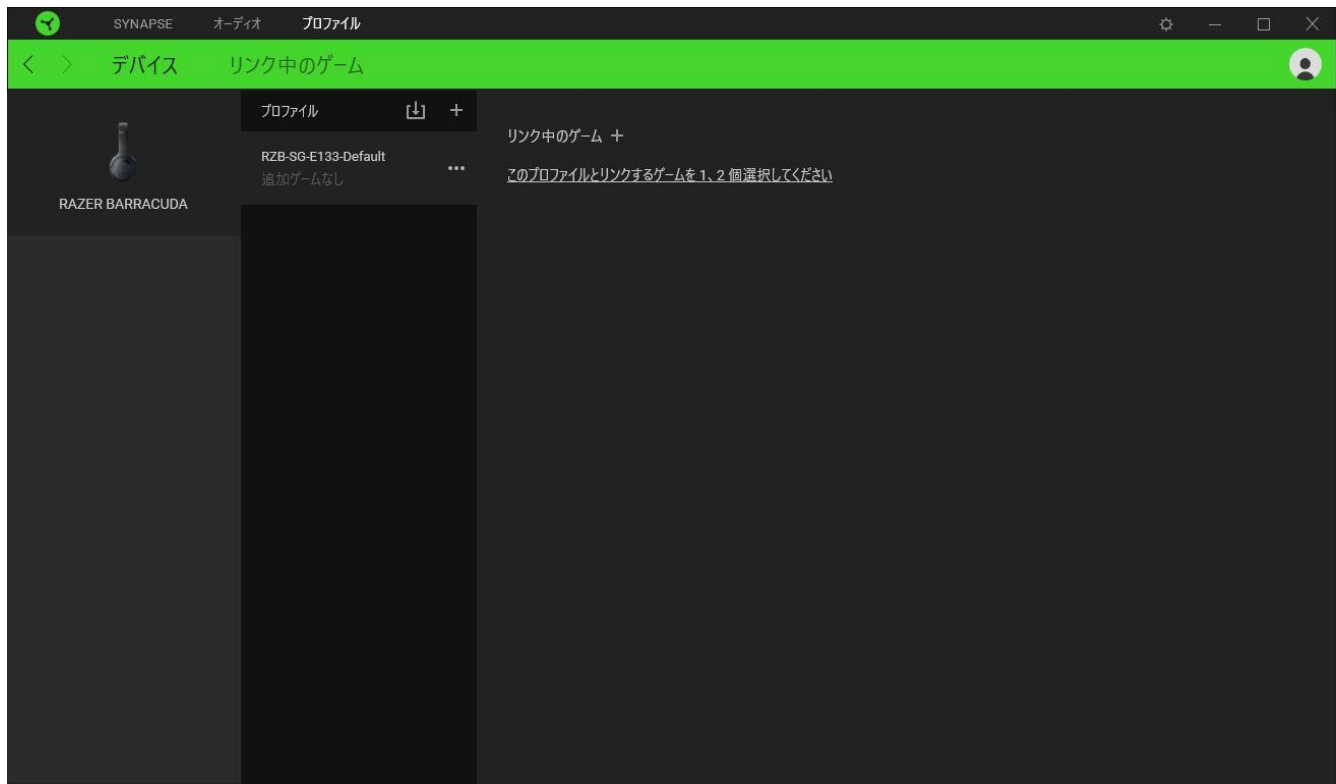 SYNAPSE オーディオ プロファイル
デバイス リンク中のゲーム
RAZER BARRACUDA
プロファイル
RZB-SG-E133-Default
追加ゲームなし
リンク中のゲーム
このプロファイルとリンクするゲームを 1、2 個選択してください